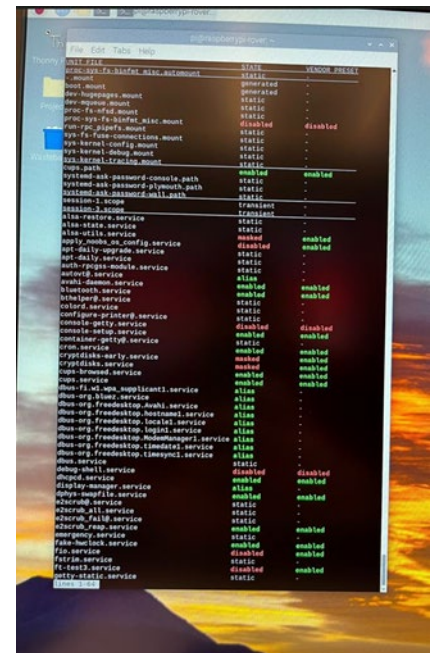 pi@raspberrypi-rover: ~
File Edit Tabs Help
UNIT FILE STATE VENDOR PRESET
proc-sys-fs-binfmt_misc.automount static -
-.mount generated -
boot.mount generated -
dev-hugepages.mount static -
dev-mqueue.mount static -
proc-fs-nfsd.mount static -
proc-sys-fs-binfmt_misc.mount disabled disabled
run-rpc_pipefs.mount static -
sys-fs-fuse-connections.mount static -
sys-kernel-config.mount static -
sys-kernel-debug.mount static -
sys-kernel-tracing.mount static -
cups.path enabled enabled
systemd-ask-password-console.path static -
systemd-ask-password-plymouth.path static -
systemd-ask-password-wall.path static -
session-1.scope transient -
session-3.scope transient -
alsa-restore.service static -
alsa-state.service static -
alsa-utils.service masked enabled
apply_noobs_os_config.service disabled enabled
apt-daily-upgrade.service static -
apt-daily.service static -
auth-rpcgss-module.service static -
autovt@.service alias -
avahi-daemon.service enabled enabled
bluetooth.service enabled enabled
bthelper@.service static -
colord.service static -
configure-printer@.service static -
console-getty.service disabled disabled
console-setup.service enabled enabled
container-getty@.service static -
cron.service enabled enabled
cryptdisks-early.service masked enabled
cryptdisks.service masked enabled
cups-browsed.service enabled enabled
cups.service enabled enabled
dbus-fi.w1.wpa_supplicant1.service alias -
dbus-org.bluez.service alias -
dbus-org.freedesktop.Avahi.service alias -
dbus-org.freedesktop.hostname1.service alias -
dbus-org.freedesktop.locale1.service alias -
dbus-org.freedesktop.login1.service alias -
dbus-org.freedesktop.ModemManager1.service alias -
dbus-org.freedesktop.timedate1.service alias -
dbus-org.freedesktop.timesync1.service alias -
dbus.service static -
debug-shell.service disabled disabled
dhcpcd.service enabled enabled
display-manager.service alias -
dphys-swapfile.service enabled enabled
e2scrub@.service static -
e2scrub_all.service static -
e2scrub_fail@.service static -
e2scrub_reap.service enabled enabled
emergency.service static -
fake-hwclock.service enabled enabled
fio.service disabled enabled
fstrim.service static -
ft-test3.service disabled enabled
getty-static.service static -
lines 1-64